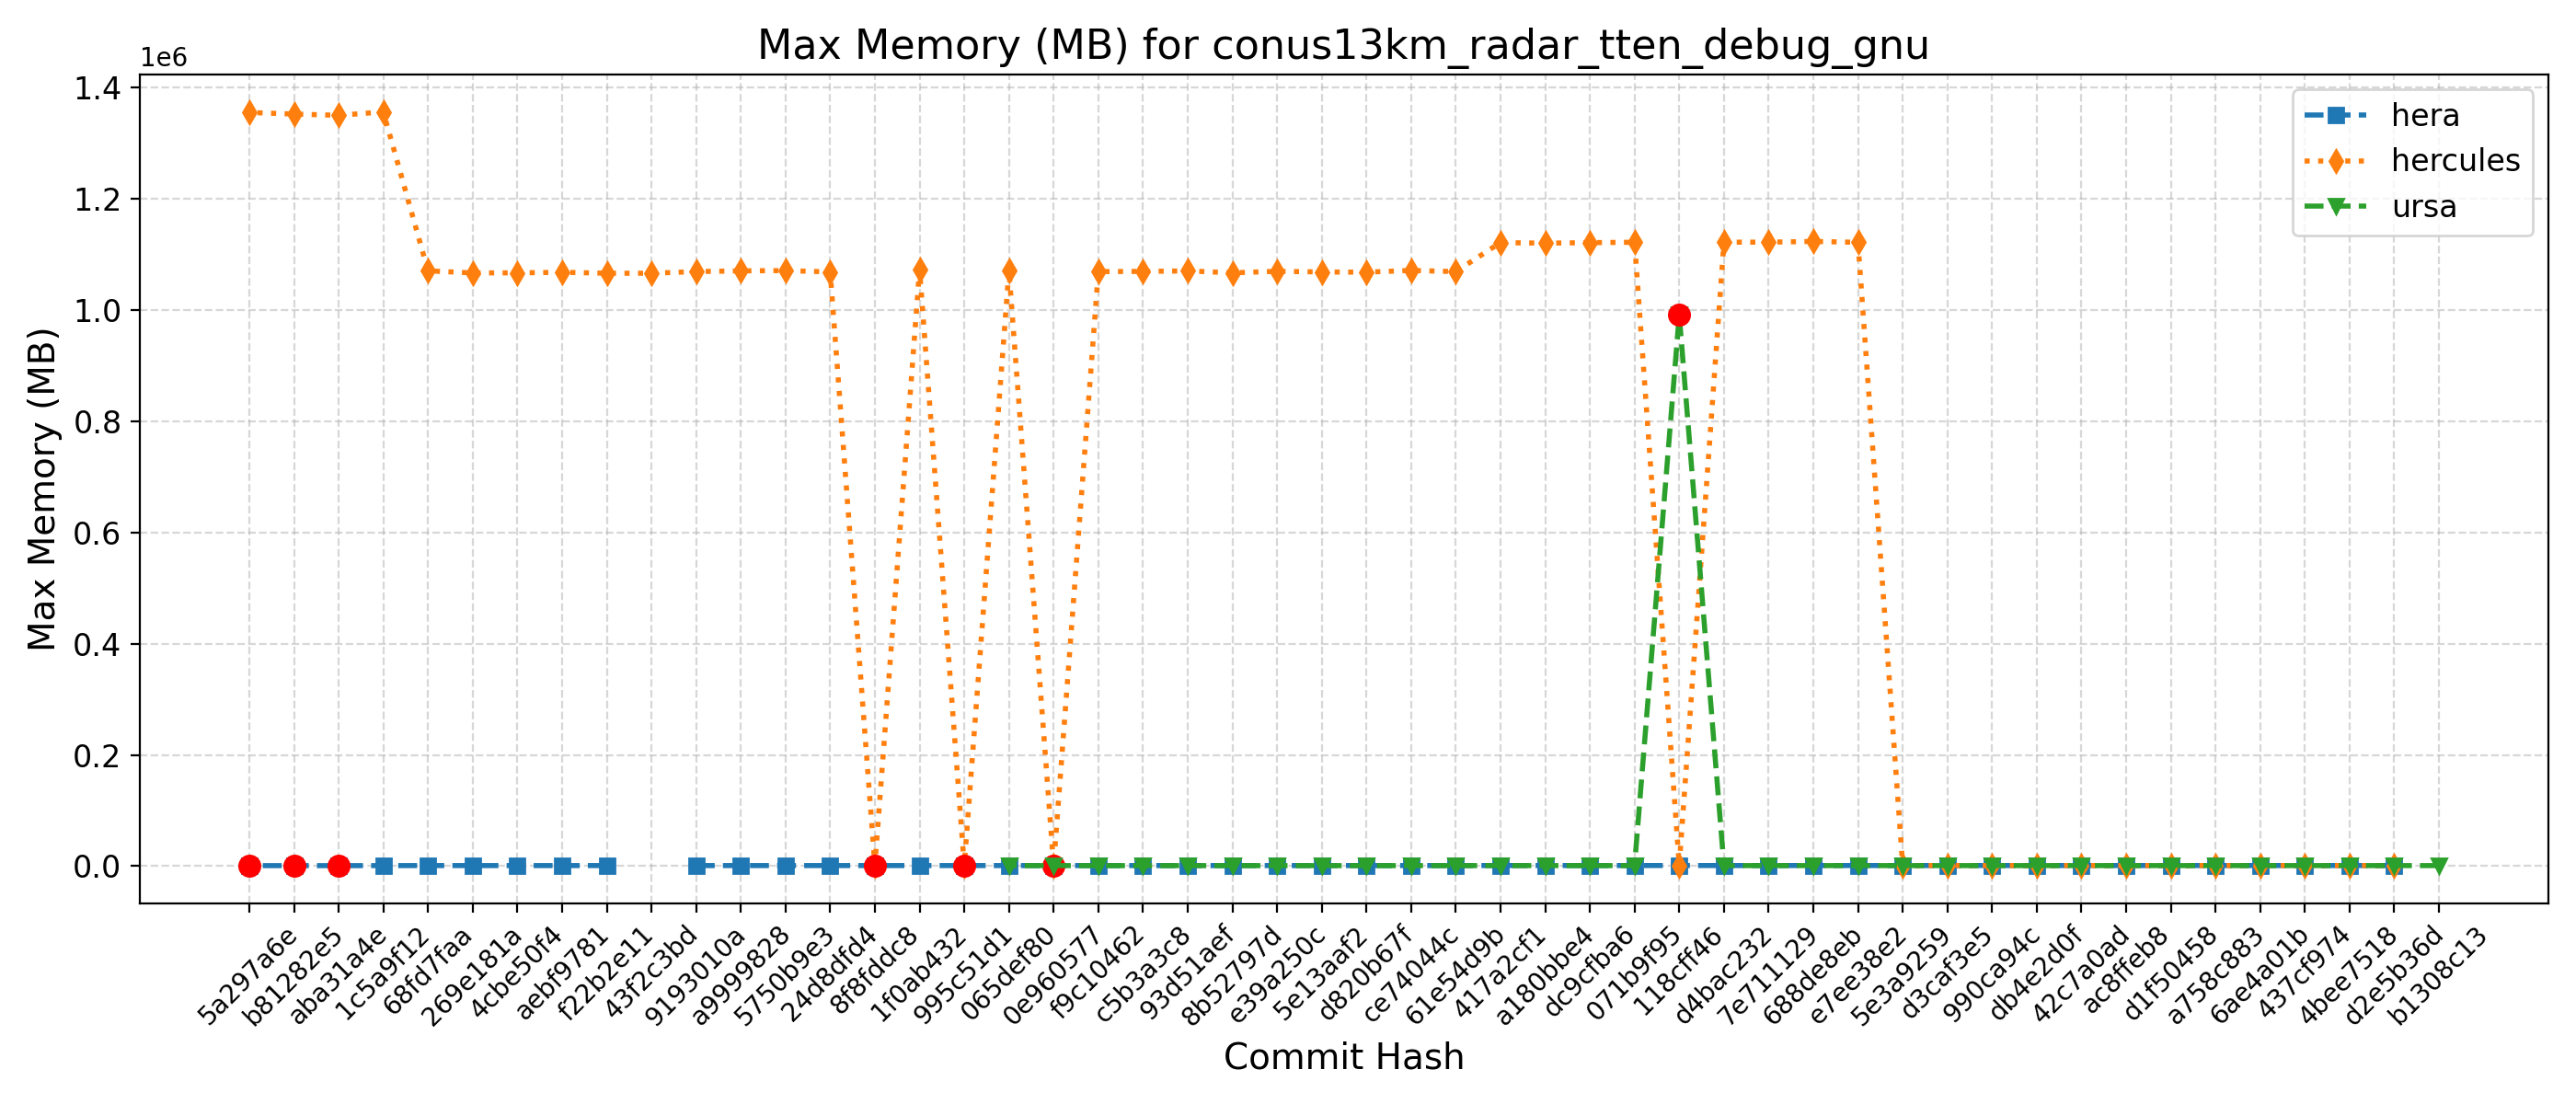 Max Memory (MB) for conus13km_radar_tten_debug_gnu
1e6
1.4
1.2
1.0
0.8
0.6
0.4
0.2
0.0
Max Memory (MB)
hera
hercules
ursa
5a297a6e
b81282e5
aba31a4e
1c5a9f12
68fd7faa
269e181a
4cbe50f4
aebf9781
f22b2e11
43f2c3bd
9193010a
a9999828
5750b9e3
24d8dfd4
8f8fddc8
1f0ab432
995c51d1
065def80
0e960577
f9c10462
c5b3a3c8
93d51aef
8b52797d
e39a250c
5e13aaf2
d820b67f
ce74044c
61e54d9b
417a2cf1
a180bbe4
dc9cfba6
071b9f95
118cff46
d4bac232
7e711129
688de8eb
e7ee38e2
5e3a9259
d3caf3e5
990ca94c
db4e2d0f
42c7a0ad
ac8ffeb8
d1f50458
a758c883
6ae4a01b
437cf974
4bee7518
d2e5b36d
b1308c13
Commit Hash